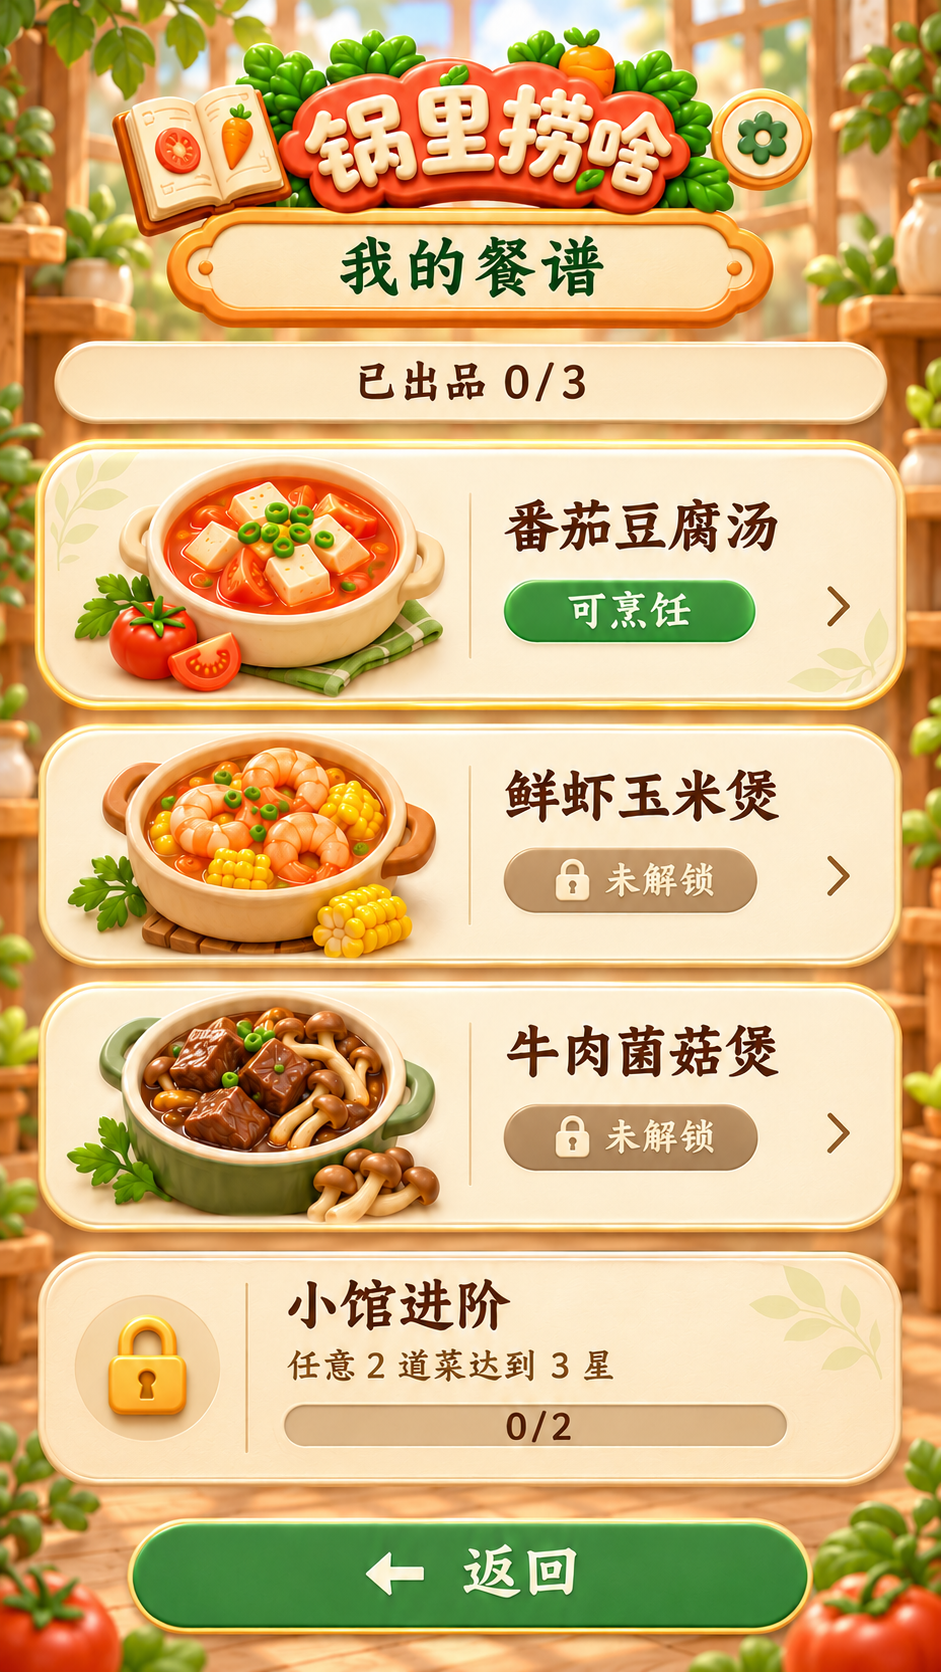 锅里捞啥
我的餐谱
已出品 0/3
番茄豆腐汤
可烹饪
鲜虾玉米煲
未解锁
牛肉菌菇煲
未解锁
小馆进阶
任意 2 道菜达到 3 星
0/2
返回